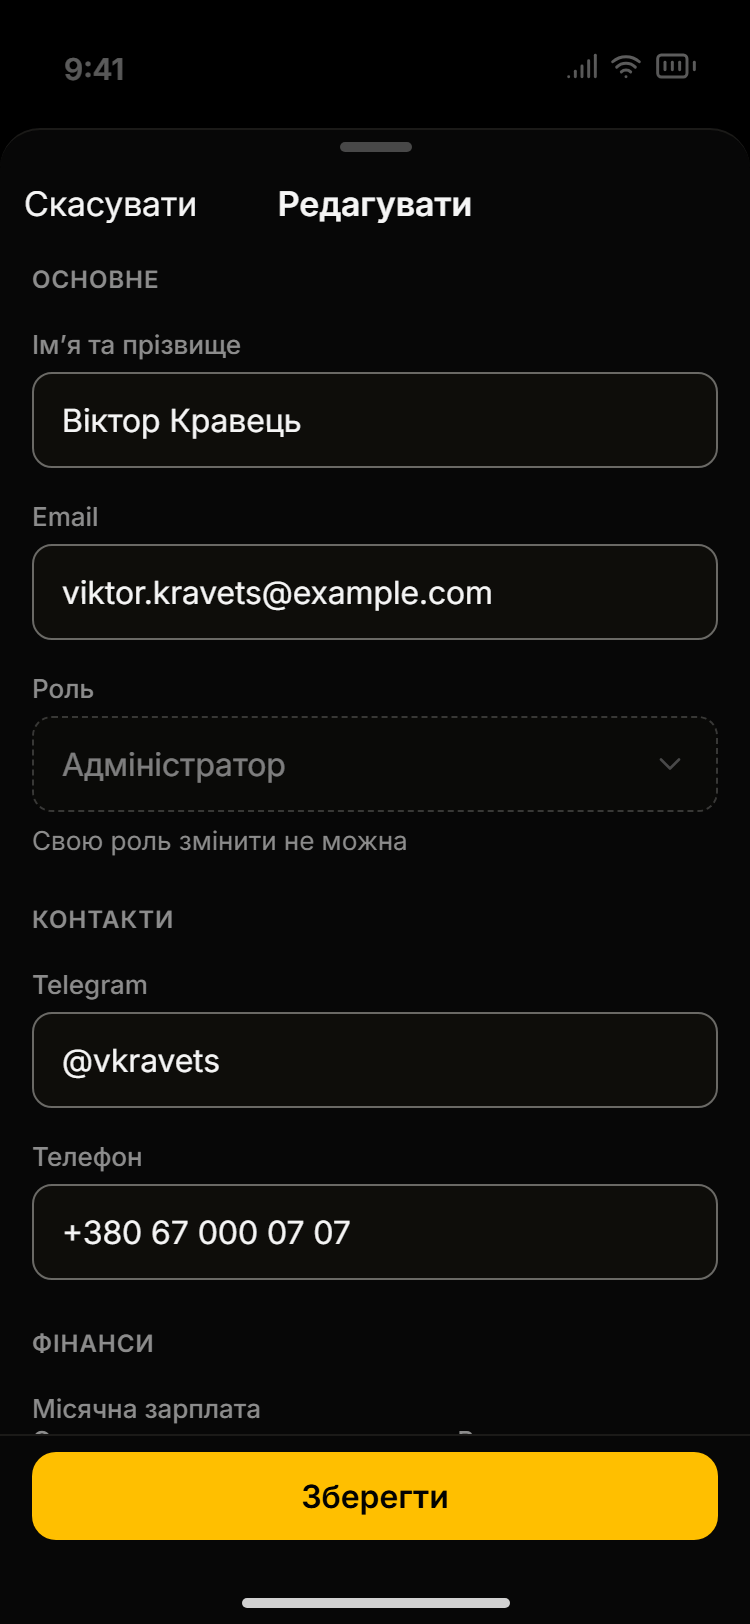 9:41
Скасувати
Редагувати
ОСНОВНЕ
Ім’я та прізвище
Віктор Кравець
Email
viktor.kravets@example.com
Роль
Адміністратор
Свою роль змінити не можна
КОНТАКТИ
Telegram
@vkravets
Телефон
+380 67 000 07 07
ФІНАНСИ
Місячна зарплата
Зберегти